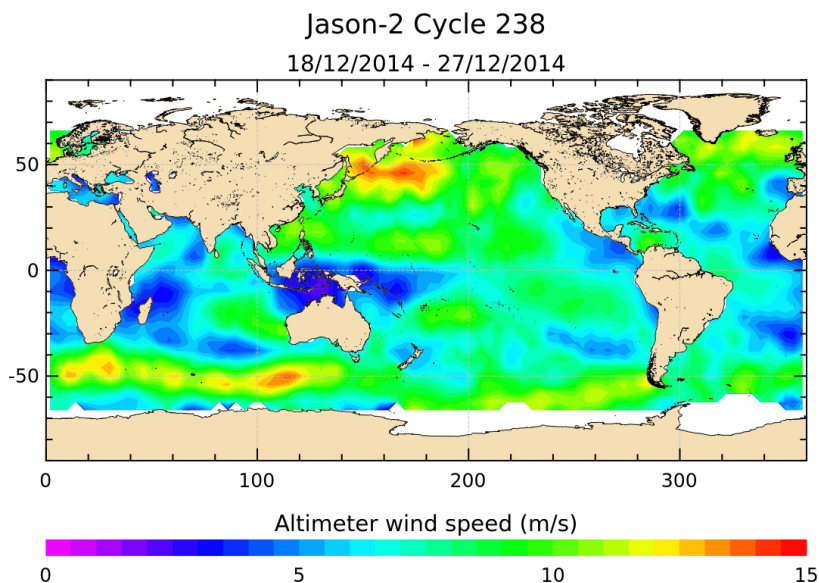 Jason-2 Cycle 238
18/12/2014 - 27/12/2014
50
0
-50
0 100 200 300
Altimeter wind speed (m/s)
0 5 10 15